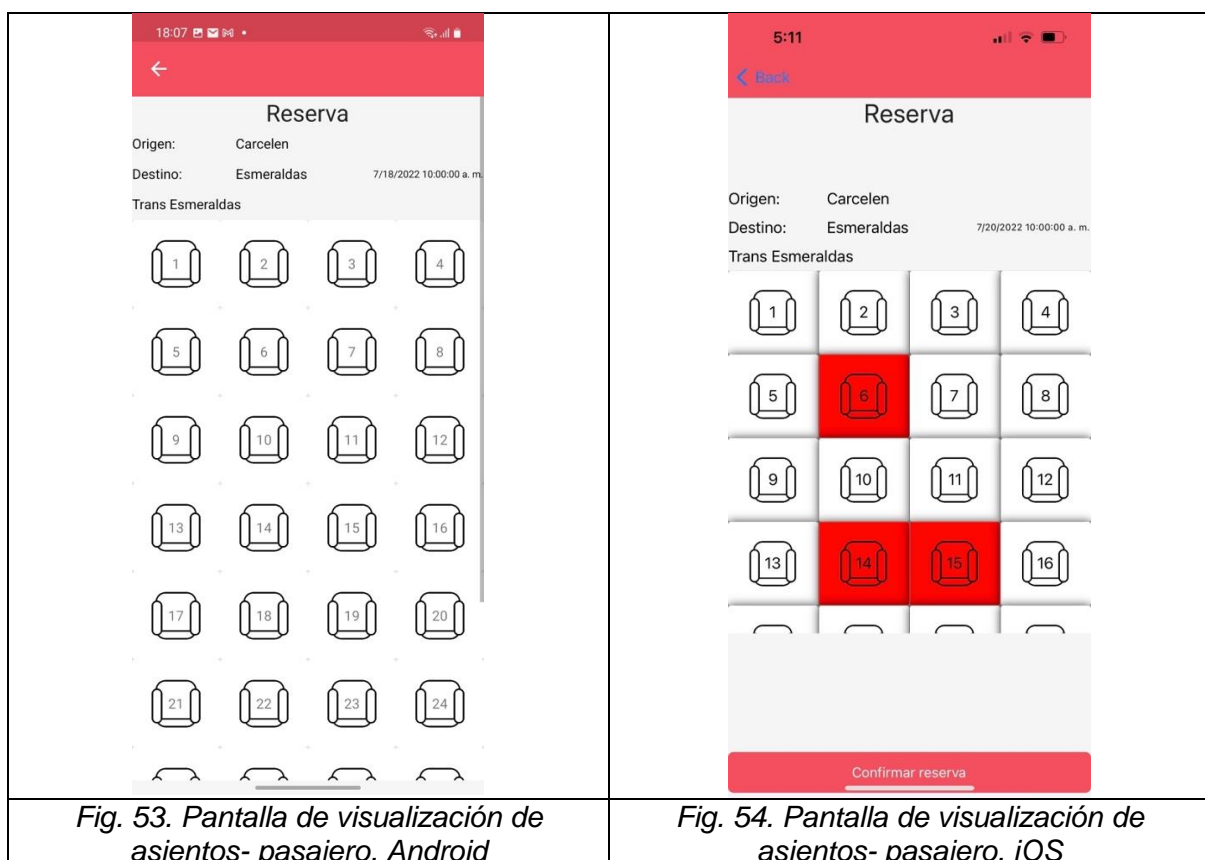 18:07
Reserva
Origen: Carcelen
Destino: Esmeraldas 7/18/2022 10:00:00 a. m.
Trans Esmeraldas
1 2 3 4
5 6 7 8
9 10 11 12
13 14 15 16
17 18 19 20
21 22 23 24
Fig. 53. Pantalla de visualización de
asientos- pasajero. Android
5:11
Back
Reserva
Origen: Carcelen
Destino: Esmeraldas 7/20/2022 10:00:00 a. m.
Trans Esmeraldas
1 2 3 4
5 6 7 8
9 10 11 12
13 14 15 16
Confirmar reserva
Fig. 54. Pantalla de visualización de
asientos- pasajero. iOS